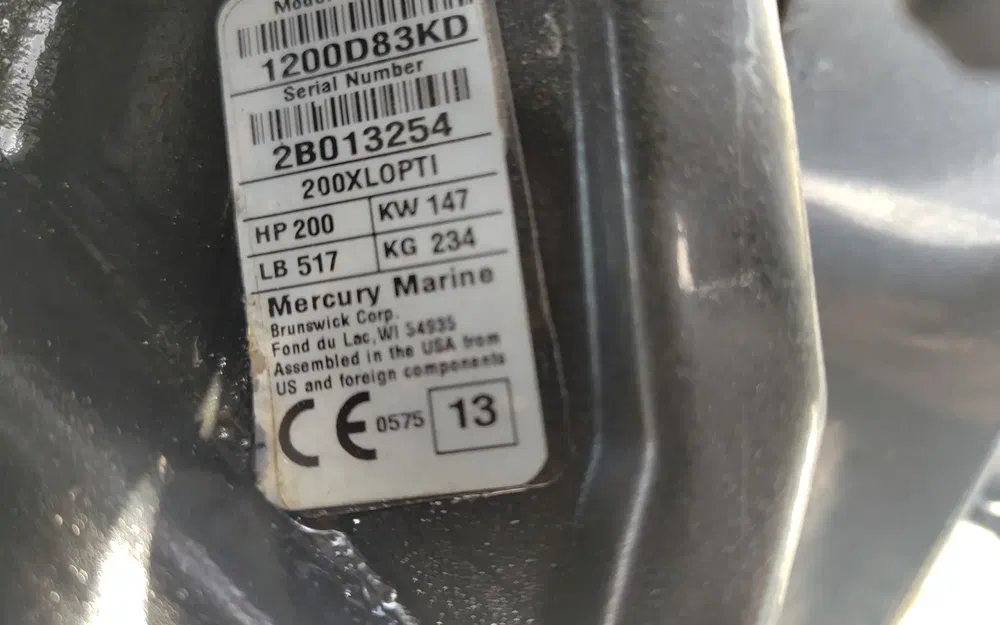 Model
1200D83KD
Serial Number
2B013254
200XLOPTI
HP 200 KW 147
LB 517 KG 234
Mercury Marine
Brunswick Corp.
Fond du Lac, WI 54935
Assembled in the USA from
US and foreign components
CE 0575 13